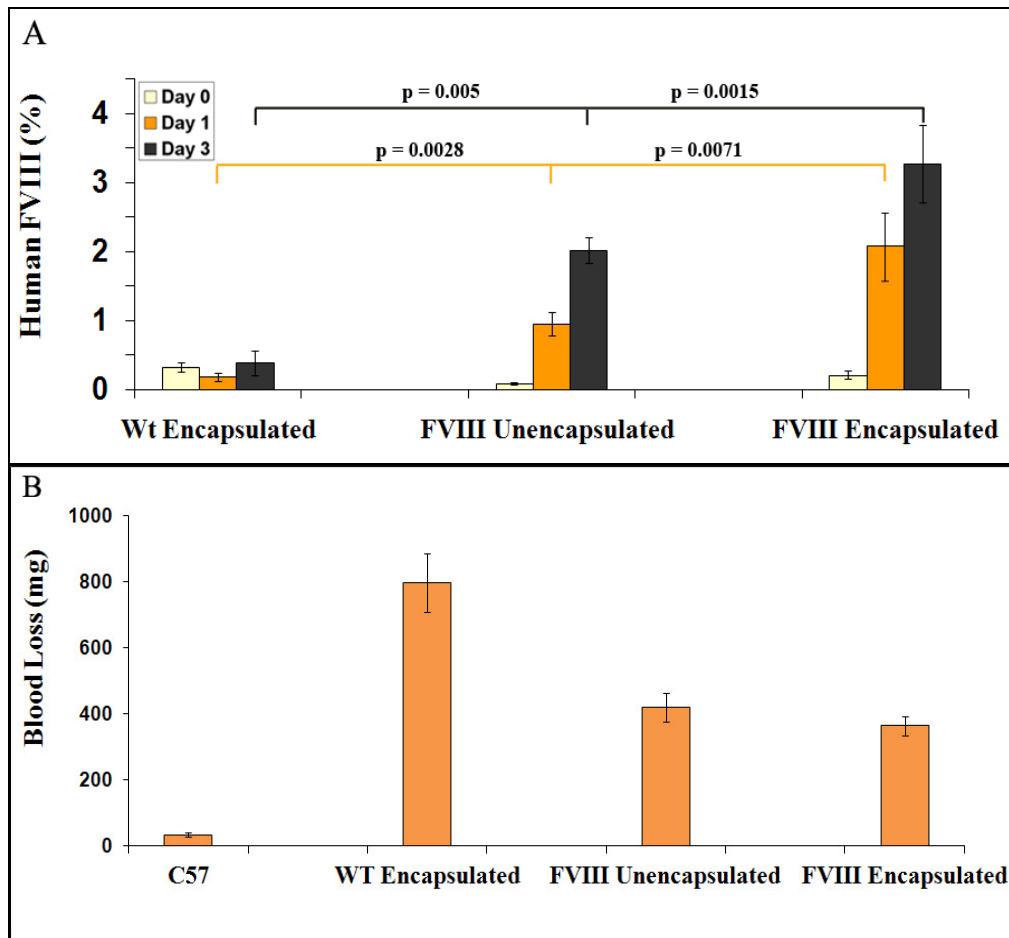 A
Day 0
Day 1
Day 3
p = 0.005
p = 0.0015
p = 0.0028
p = 0.0071
Human FVIII (%)
4
3
2
1
0
Wt Encapsulated
FVIII Unencapsulated
FVIII Encapsulated
B
Blood Loss (mg)
1000
800
600
400
200
0
C57
WT Encapsulated
FVIII Unencapsulated
FVIII Encapsulated